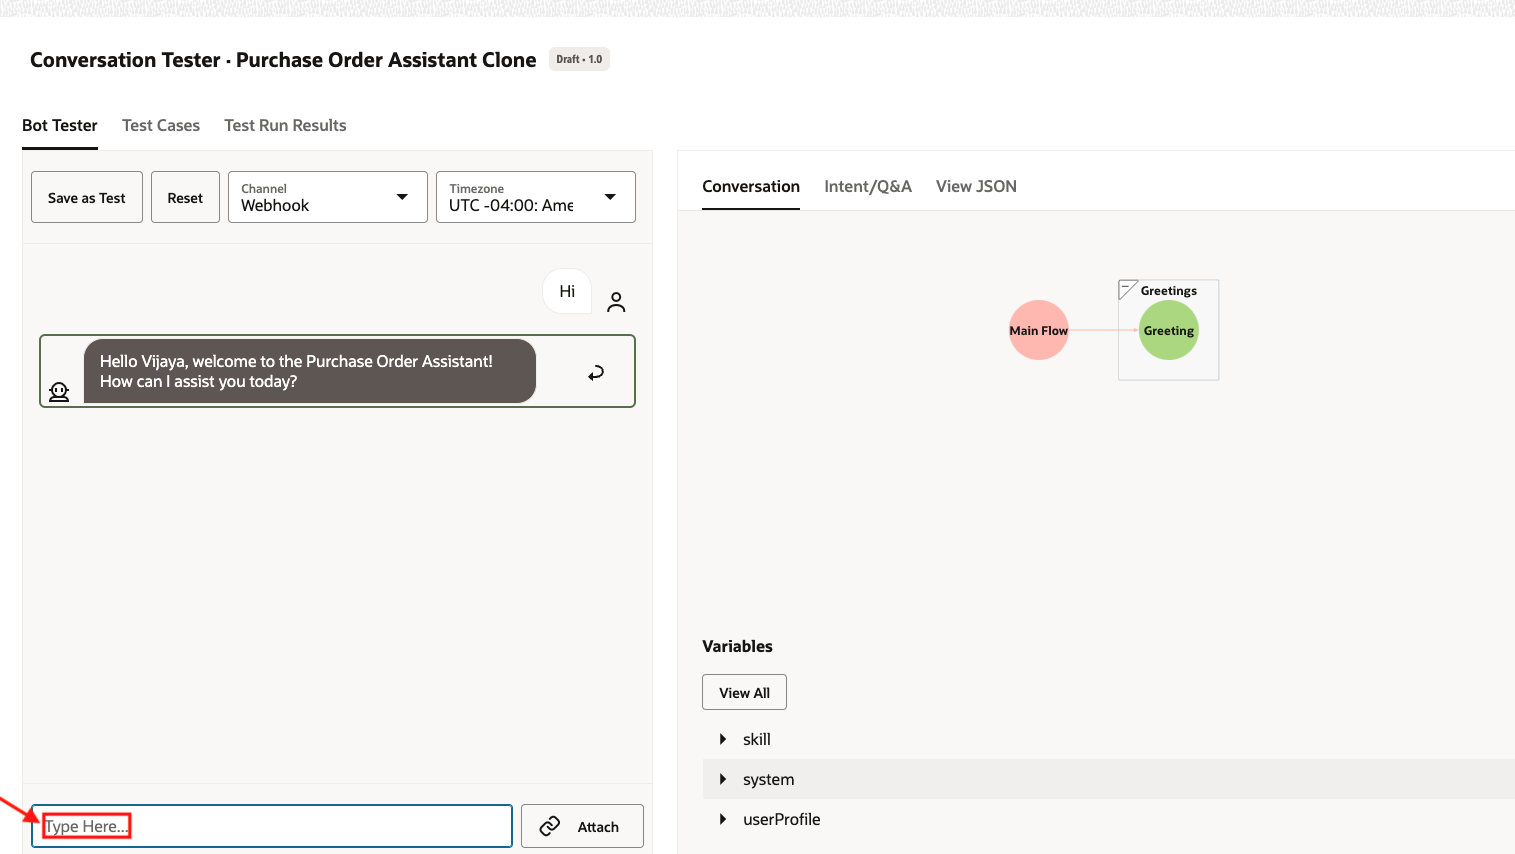 Conversation Tester · Purchase Order Assistant Clone
Draft • 1.0
Bot Tester
Test Cases
Test Run Results
Save as Test
Reset
Channel
Webhook
Timezone
UTC -04:00: Ame
Hi
Hello Vijaya, welcome to the Purchase Order Assistant!
How can I assist you today?
Type Here...
Attach
Conversation
Intent/Q&A
View JSON
Main Flow
Greetings
Greeting
Variables
View All
skill
system
userProfile